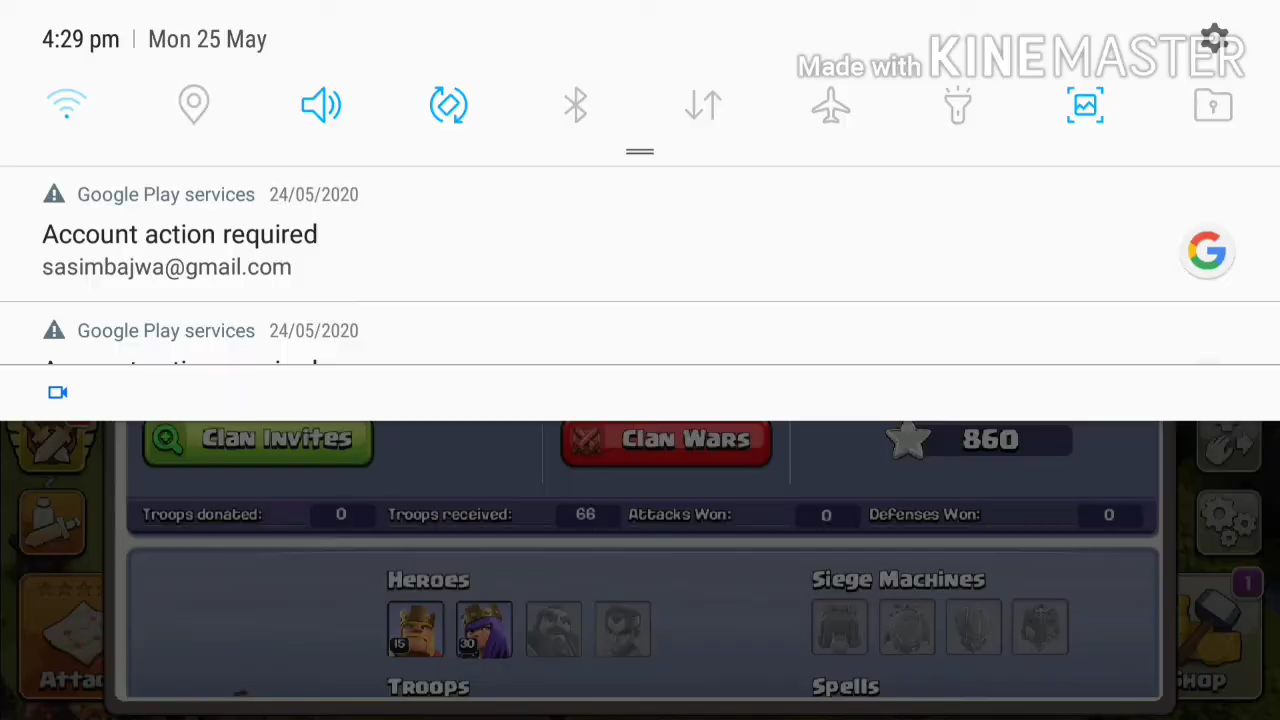 4:29 pm | Mon 25 May
Made with KINEMASTER
Google Play services 24/05/2020
Account action required
sasimbajwa@gmail.com
Google Play services 24/05/2020
Clan Invites
Clan Wars
860
Troops donated: 0 Troops received: 66 Attacks Won: 0 Defenses Won: 0
Heroes
Siege Machines
15
30
1
Attac
Shop
Troops
Spells